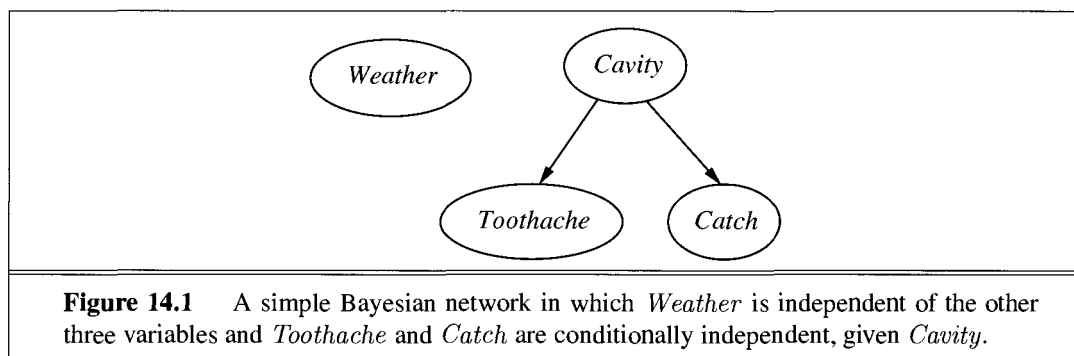 Weather
Cavity
Toothache
Catch
Figure 14.1 A simple Bayesian network in which Weather is independent of the other
three variables and Toothache and Catch are conditionally independent, given Cavity.